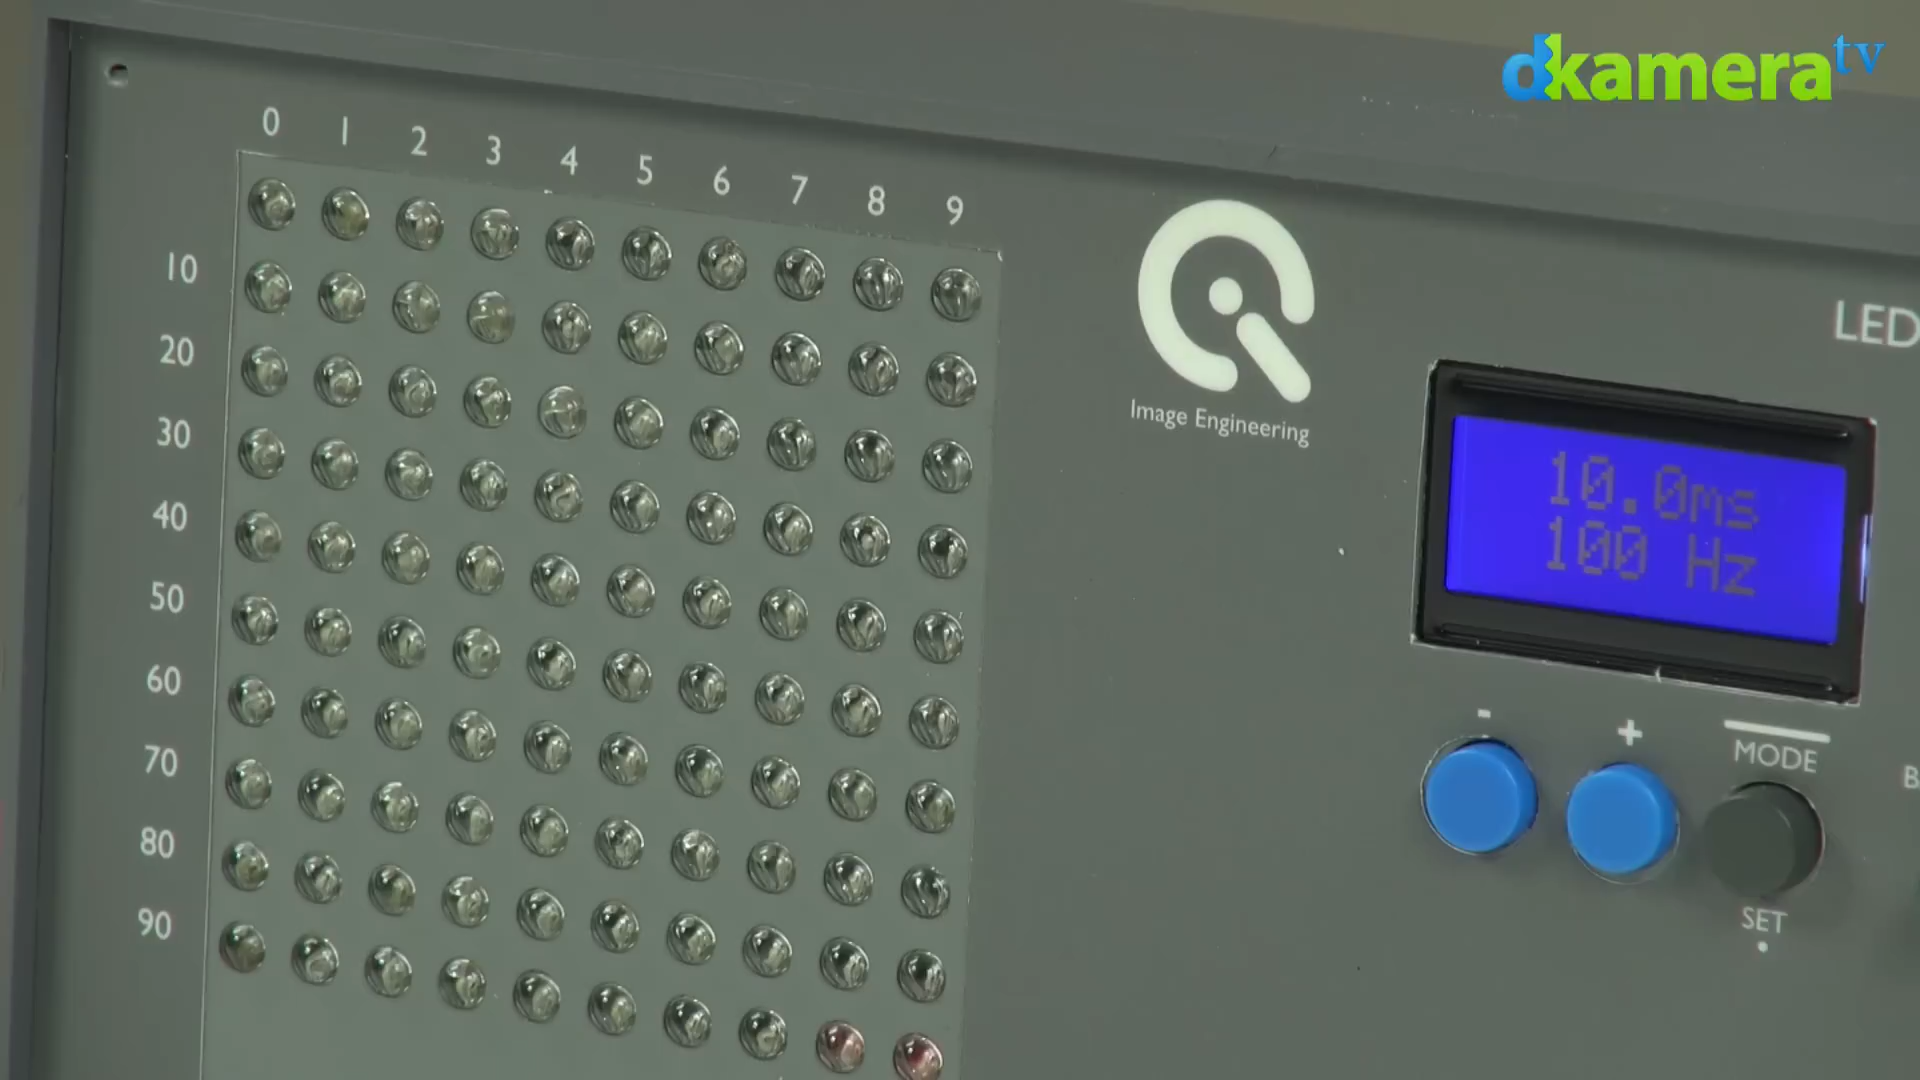 dkamera tv
0 1 2 3 4 5 6 7 8 9
10
20
30
40
50
60
70
80
90
Image Engineering
LED
10.0ms
100 Hz
- +
MODE
SET
B